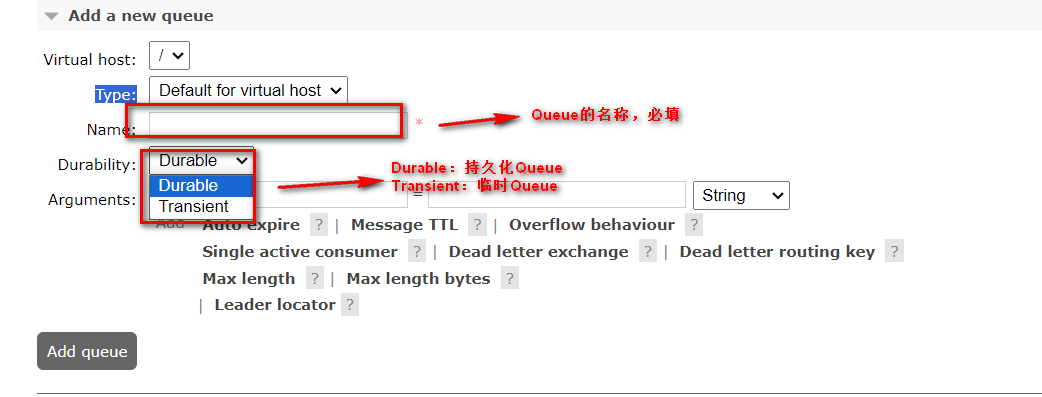 Add a new queue
Virtual host: /
Type: Default for virtual host
Name: * Queue的名称，必填
Durability: Durable
Durable Durable：持久化Queue
Transient Transient：临时Queue
Arguments: = String
Add Auto expire ? | Message TTL ? | Overflow behaviour ?
Single active consumer ? | Dead letter exchange ? | Dead letter routing key ?
Max length ? | Max length bytes ?
| Leader locator ?
Add queue